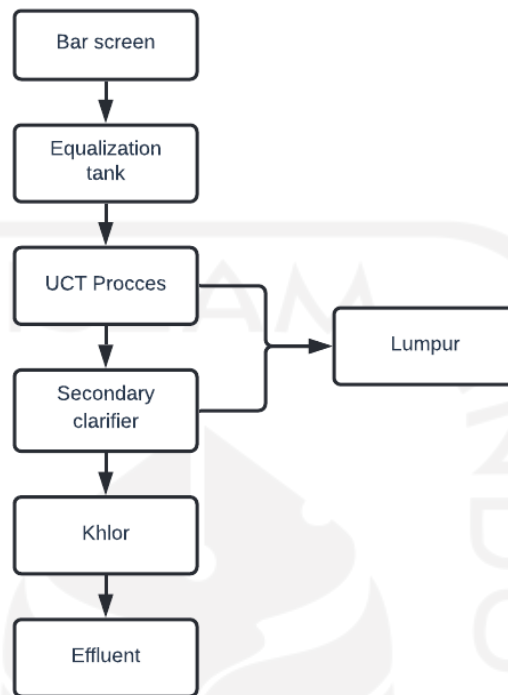 Bar screen
Equalization
tank
UCT Procces
Lumpur
Secondary
clarifier
Khlor
Effluent